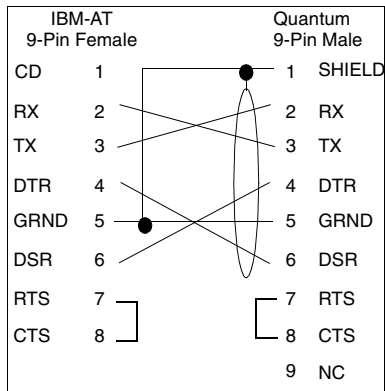 IBM-AT Quantum
9-Pin Female 9-Pin Male
CD 1 1 SHIELD
RX 2 2 RX
TX 3 3 TX
DTR 4 4 DTR
GRND 5 5 GRND
DSR 6 6 DSR
RTS 7 7 RTS
CTS 8 8 CTS
9 NC